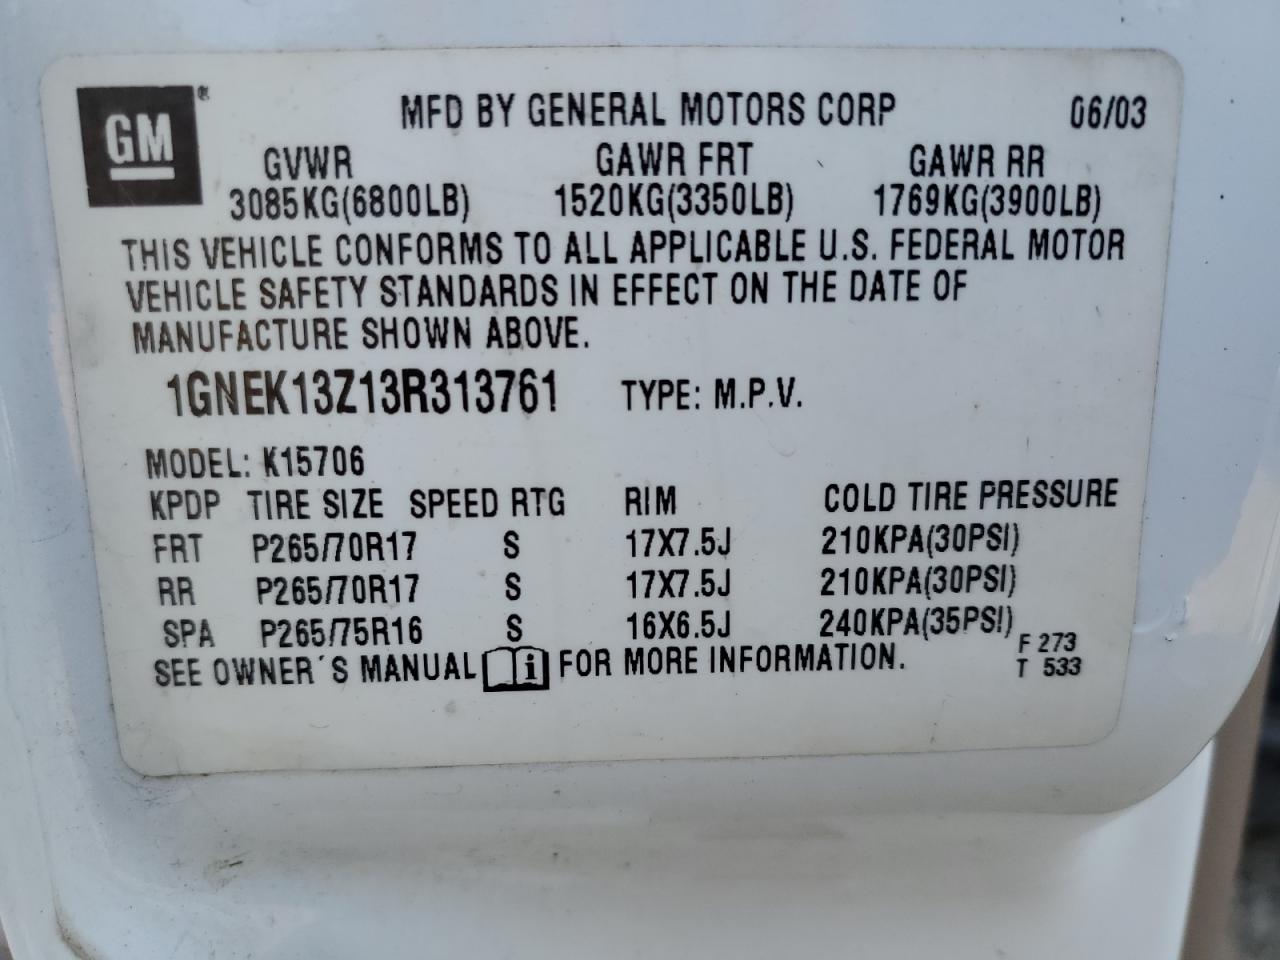 GM ®
MFD BY GENERAL MOTORS CORP 06/03
GVWR GAWR FRT GAWR RR
3085KG(6800LB) 1520KG(3350LB) 1769KG(3900LB)
THIS VEHICLE CONFORMS TO ALL APPLICABLE U.S. FEDERAL MOTOR
VEHICLE SAFETY STANDARDS IN EFFECT ON THE DATE OF
MANUFACTURE SHOWN ABOVE.
1GNEK13Z13R313761 TYPE: M.P.V.
MODEL: K15706
KPDP TIRE SIZE SPEED RTG RIM COLD TIRE PRESSURE
FRT P265/70R17 S 17X7.5J 210KPA(30PSI)
RR P265/70R17 S 17X7.5J 210KPA(30PSI)
SPA P265/75R16 S 16X6.5J 240KPA(35PSI)
SEE OWNER´S MANUAL i FOR MORE INFORMATION.
F 273
T 533